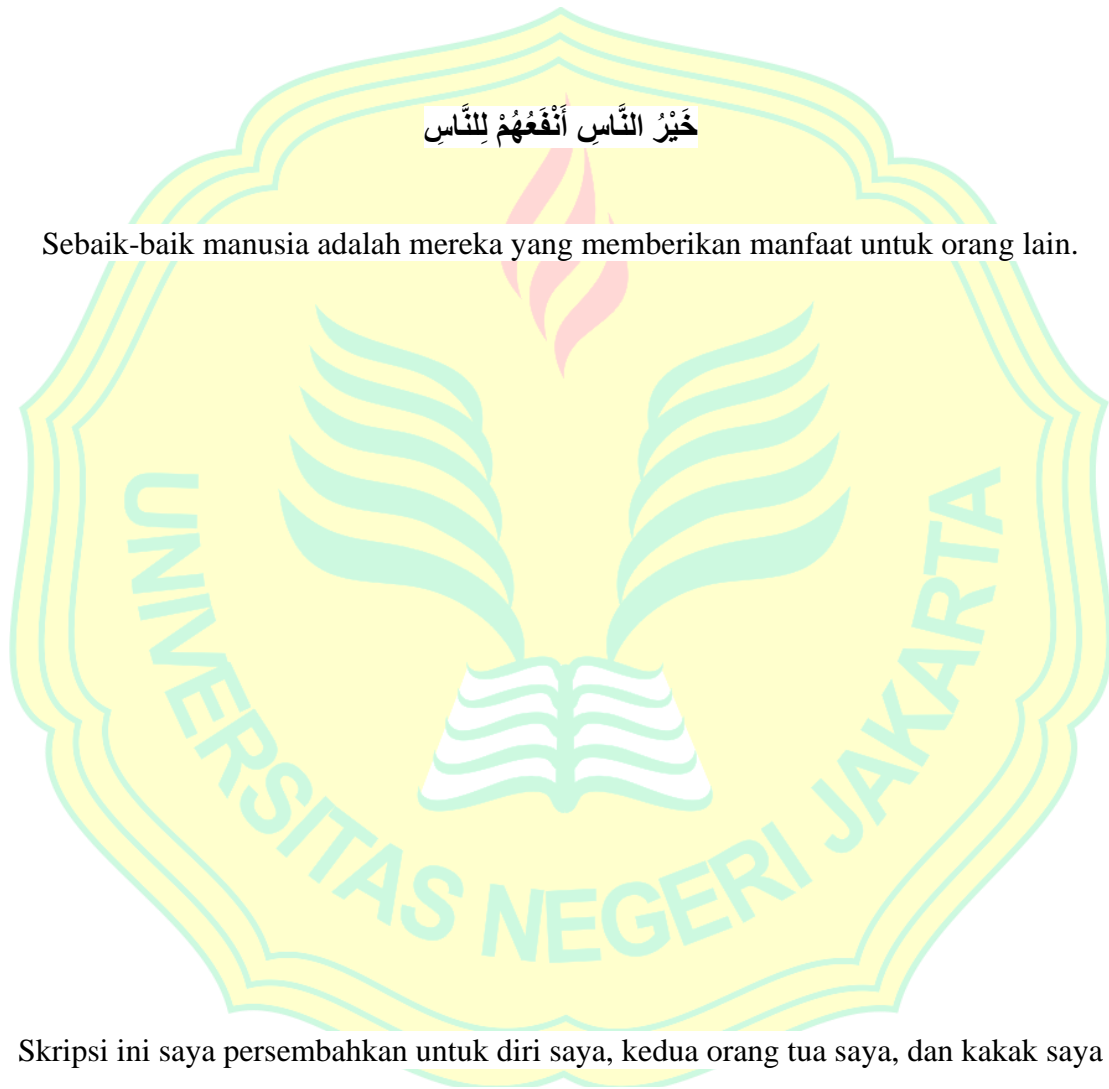 خَيْرُ النَّاسِ أَنْفَعُهُمْ لِلنَّاسِ
Sebaik-baik manusia adalah mereka yang memberikan manfaat untuk orang lain.
UNIVERSITAS NEGERI JAKARTA
Skripsi ini saya persembahkan untuk diri saya, kedua orang tua saya, dan kakak saya